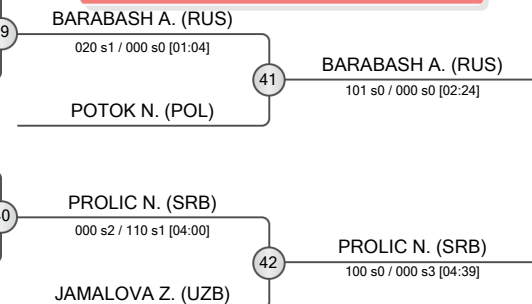 9
BARABASH A. (RUS)
020 s1 / 000 s0 [01:04]
41
BARABASH A. (RUS)
101 s0 / 000 s0 [02:24]
POTOK N. (POL)
0
PROLIC N. (SRB)
000 s2 / 110 s1 [04:00]
42
PROLIC N. (SRB)
100 s0 / 000 s3 [04:39]
JAMALOVA Z. (UZB)